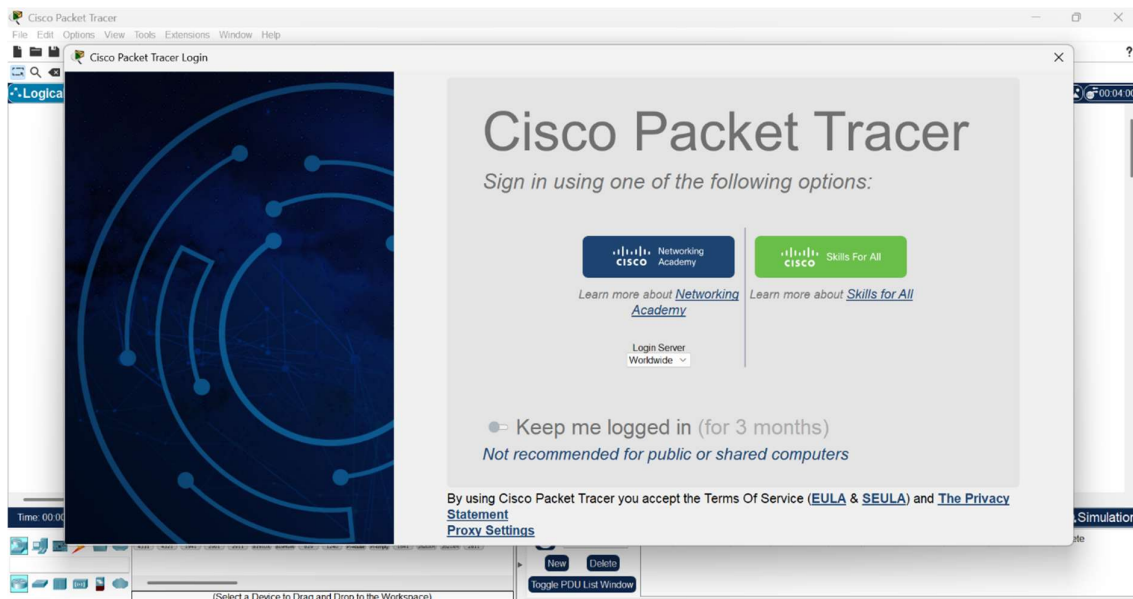 Cisco Packet Tracer
File Edit Options View Tools Extensions Window Help
Cisco Packet Tracer Login
?
Logica
00:04:00
Cisco Packet Tracer
Sign in using one of the following options:
CISCO Networking Academy
CISCO Skills For All
Learn more about Networking Academy
Learn more about Skills for All
Login Server
Worldwide
Keep me logged in (for 3 months)
Not recommended for public or shared computers
By using Cisco Packet Tracer you accept the Terms Of Service (EULA & SEULA) and The Privacy
Statement
Proxy Settings
Time: 00:00
Simulation
New Delete
Toggle PDU List Window
(Select a Device to Drag and Drop to the Workspace)